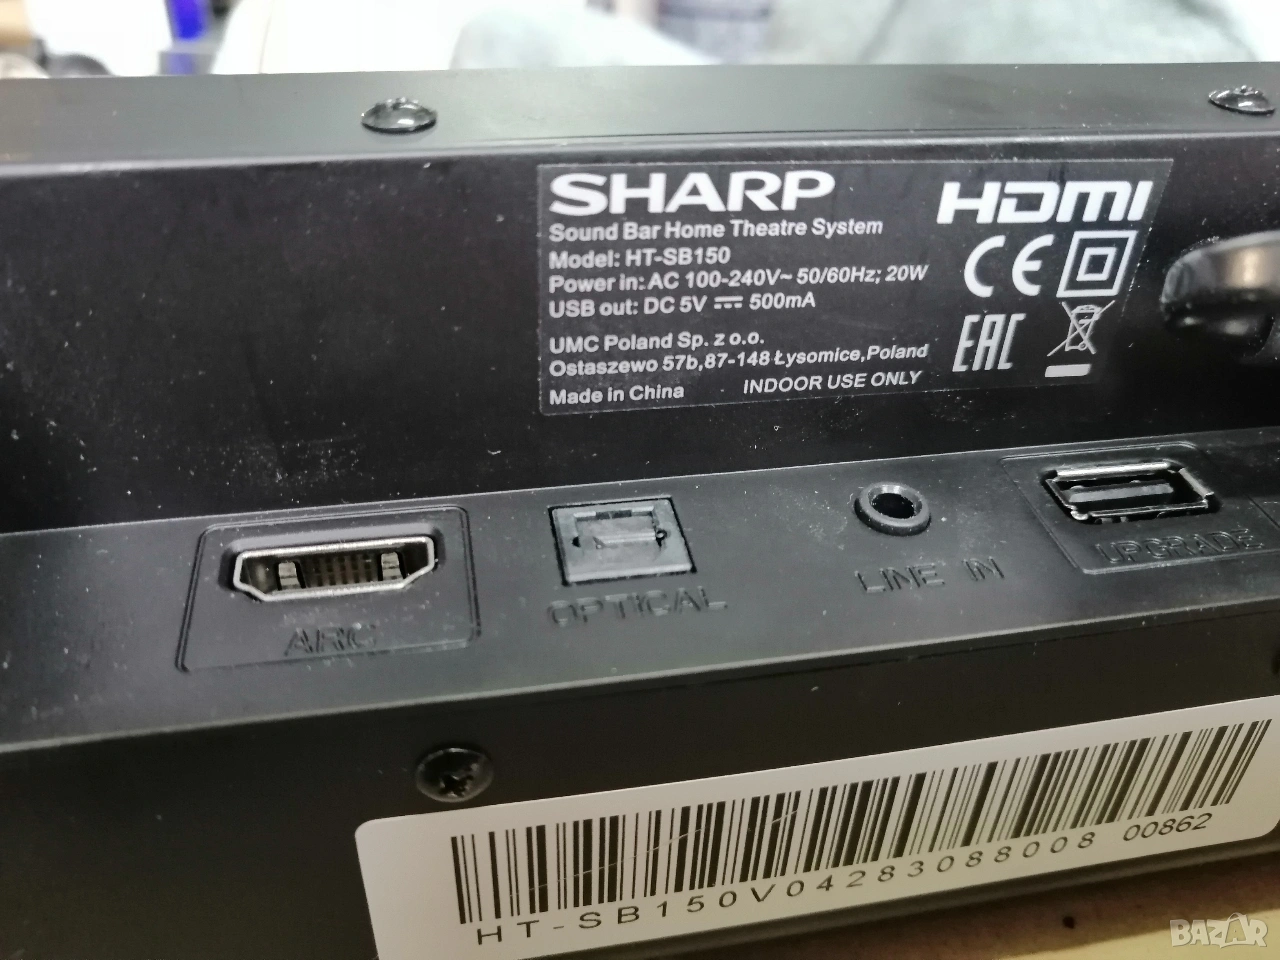 SHARP
HDMI
Sound Bar Home Theatre System
Model: HT-SB150
Power in: AC 100-240V~ 50/60Hz; 20W
USB out: DC 5V ⎓ 500mA
CE
UMC Poland Sp. z o.o.
Ostaszewo 57b,87-148 Łysomice,Poland
EAC
Made in China
INDOOR USE ONLY
ARC
OPTICAL
LINE IN
UPGRADE
HT-SB150V04283088008 00862
BAZAR